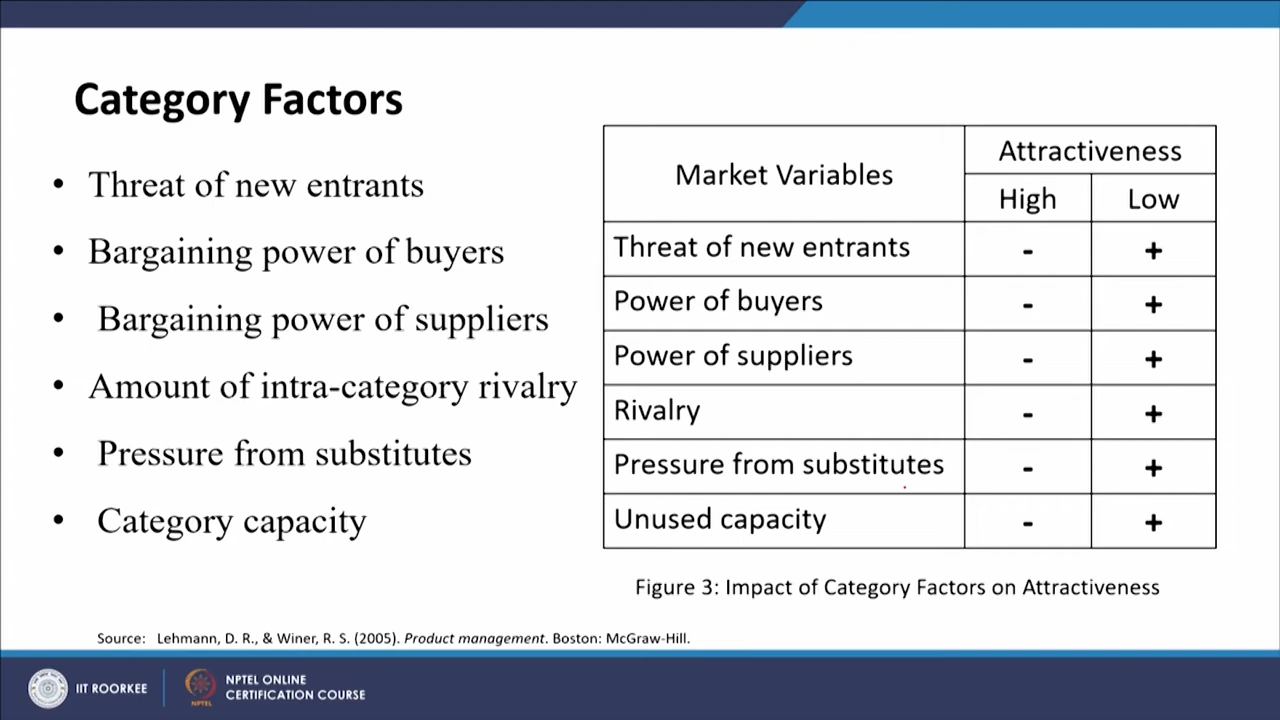 Category Factors
• Threat of new entrants
• Bargaining power of buyers
• Bargaining power of suppliers
• Amount of intra-category rivalry
• Pressure from substitutes
• Category capacity
Market Variables
Attractiveness
High Low
Threat of new entrants - +
Power of buyers - +
Power of suppliers - +
Rivalry - +
Pressure from substitutes - +
Unused capacity - +
Figure 3: Impact of Category Factors on Attractiveness
Source: Lehmann, D. R., & Winer, R. S. (2005). Product management. Boston: McGraw-Hill.
IIT ROORKEE
NPTEL
NPTEL ONLINE
CERTIFICATION COURSE